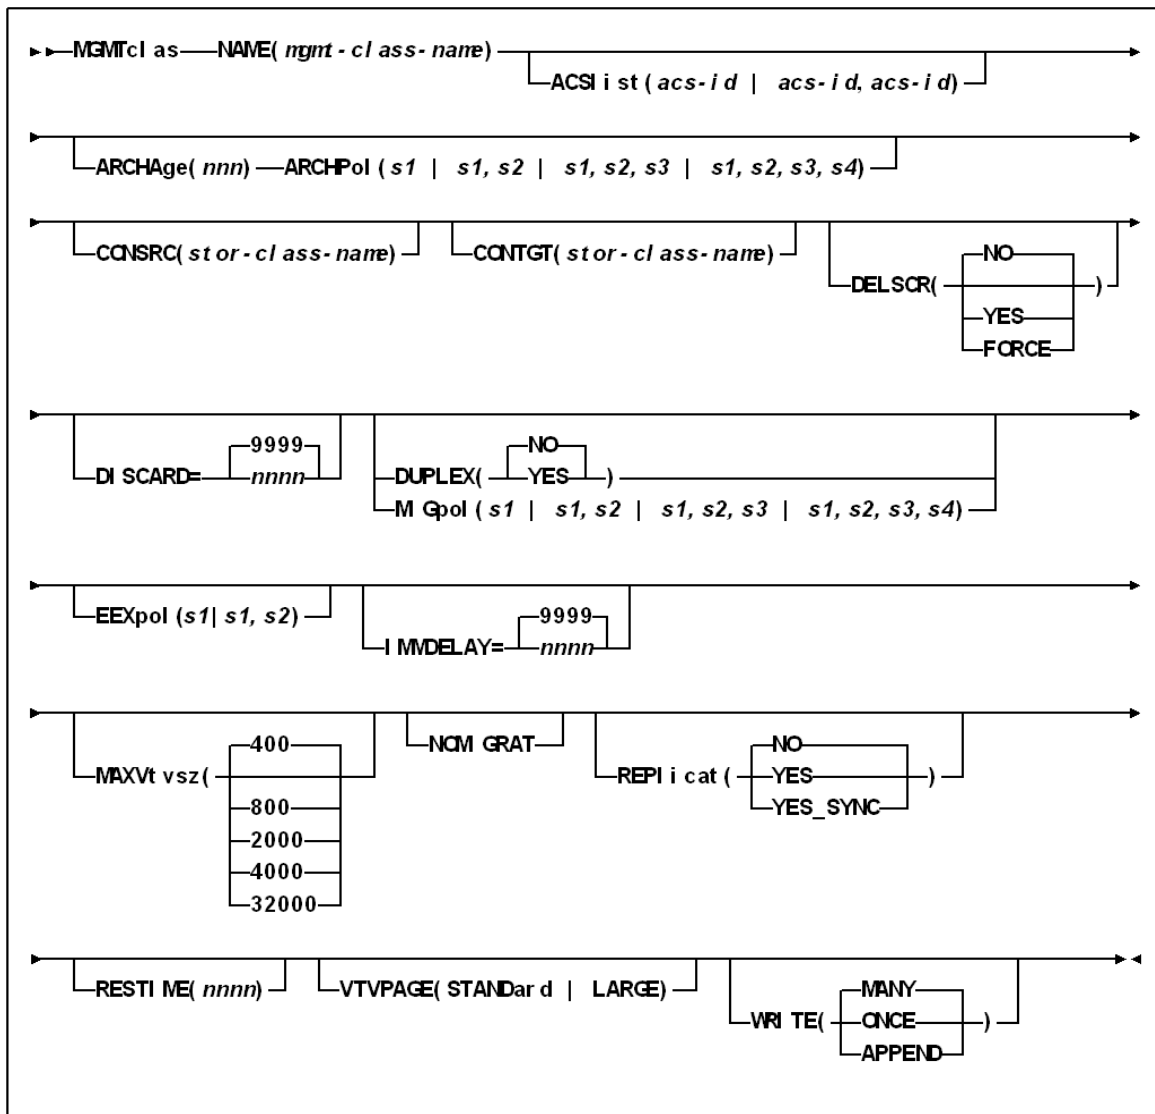 MGMTclas NAME(mgmt-class-name)
ACSlist(acs-id | acs-id,acs-id)
ARCHAge(nnn) ARCHPol(s1 | s1,s2 | s1,s2,s3 | s1,s2,s3,s4)
CONSRC(stor-class-name) CONTGT(stor-class-name) DELSCR( NO )
YES
FORCE
DISCARD= 9999
nnnn
DUPLEX( NO )
YES
MIGpol(s1 | s1,s2 | s1,s2,s3 | s1,s2,s3,s4)
EEXpol(s1|s1,s2) IMMDELAY= 9999
nnnn
MAXVtvsz( 400
800
2000
4000
32000
NOMIGRAT REPlicat( NO )
YES
YES_SYNC
RESTIME(nnnn) VTVPAGE(STANDard | LARGE) WRITE( MANY )
ONCE
APPEND